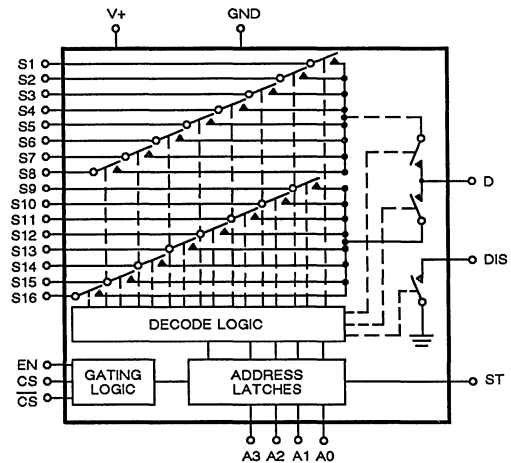 V+ GND
S1
S2
S3
S4
S5
S6
S7
S8
S9
S10
S11
S12
S13
S14
S15
S16
D
DIS
DECODE LOGIC
EN
CS
CS
GATING
LOGIC
ADDRESS
LATCHES
ST
A3 A2 A1 A0